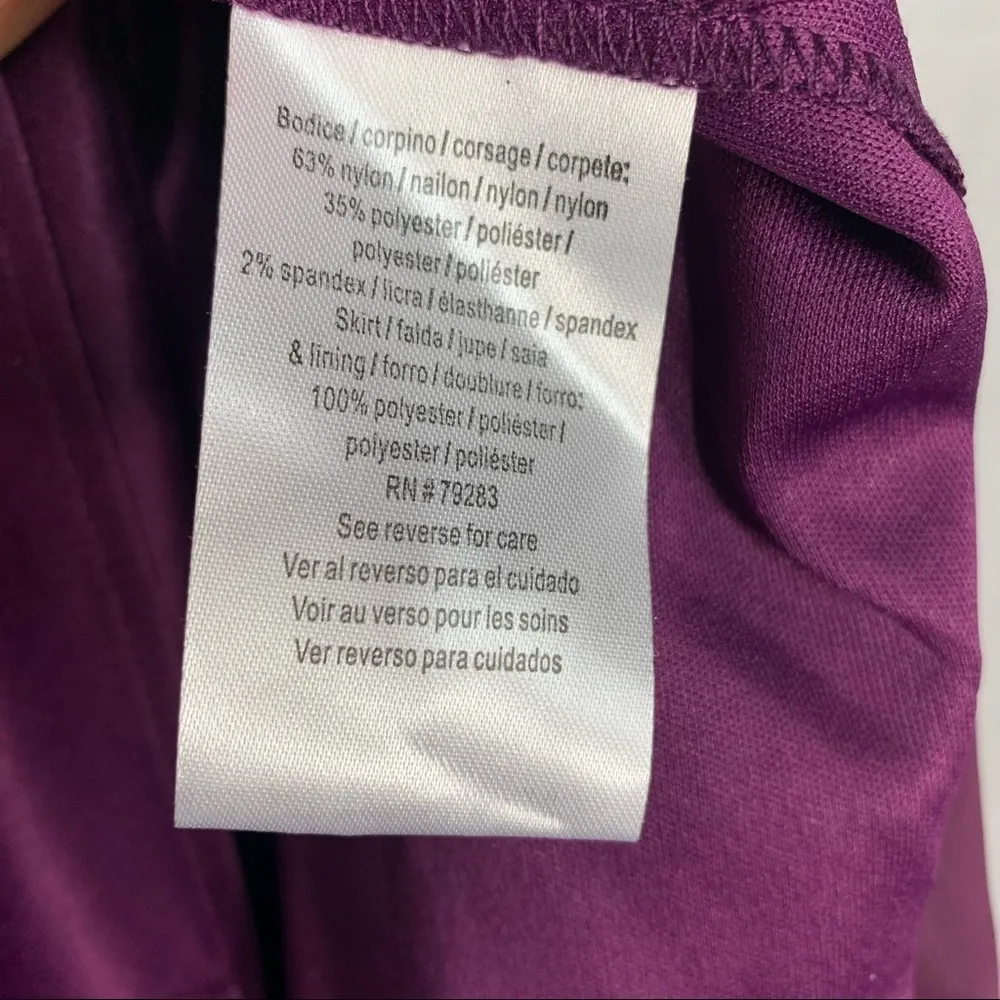 Bodice / corpino / corsage / corpete:
63% nylon / nailon / nylon / nylon
35% polyester / poliéster /
polyester / poliéster
2% spandex / licra / élasthanne / spandex
Skirt / falda / jupe / saia
& lining / forro / doublure / forro:
100% polyester / poliéster /
polyester / poliéster
RN # 79283
See reverse for care
Ver al reverso para el cuidado
Voir au verso pour les soins
Ver reverso para cuidados